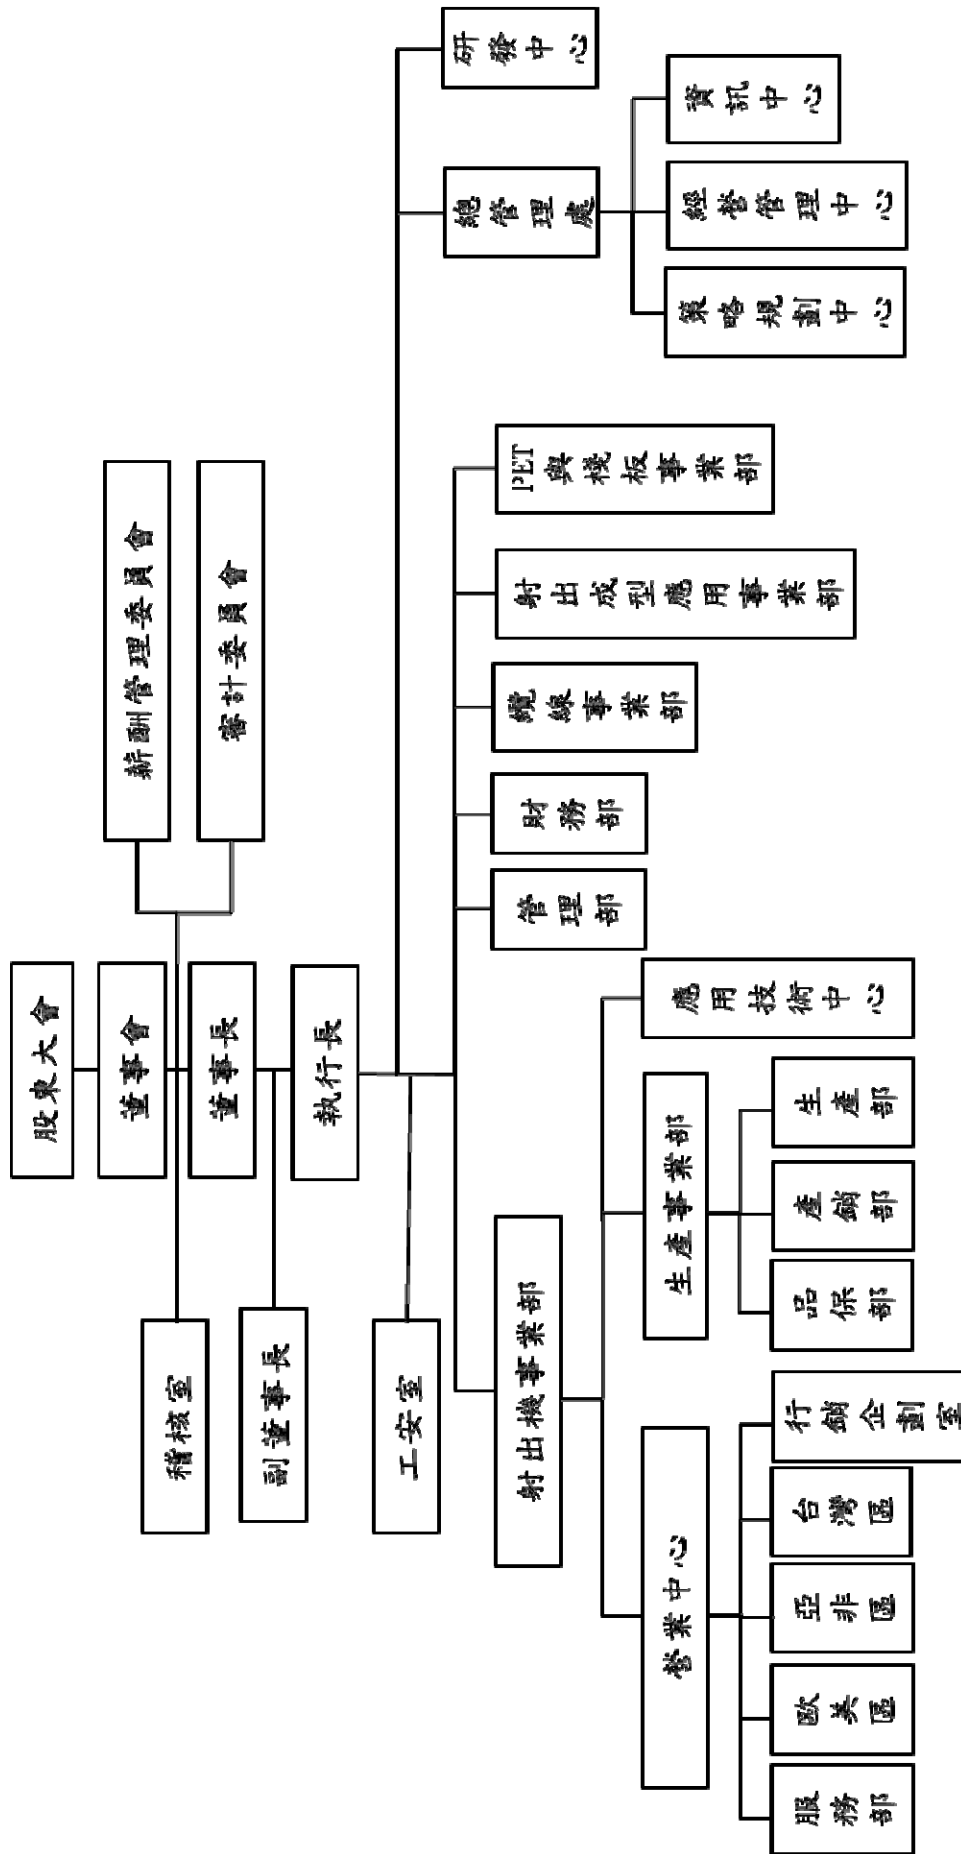 股東大會
董事會
薪酬管理委員會
審計委員會
稽核室
董事長
副董事長
執行長
工安室
研發中心
總管理處
資訊中心
經營管理中心
策略規劃中心
射出機事業部
管理部
財務部
纜線事業部
射出成型應用事業部
PET與棧板事業部
營業中心
生產事業部
應用技術中心
服務部
歐美區
亞非區
台灣區
行銷企劃室
品保部
產銷部
生產部